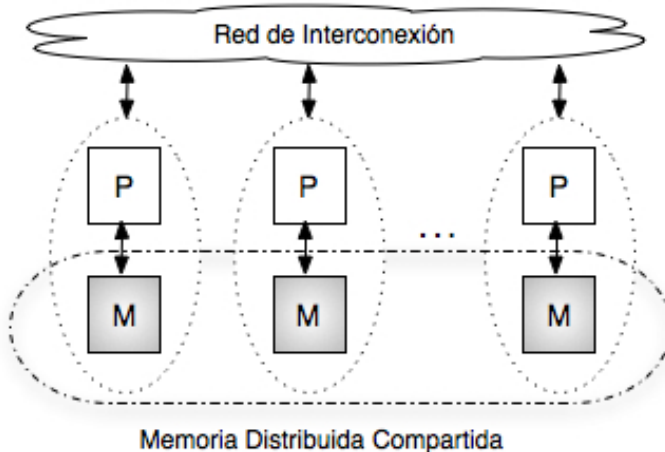 Red de Interconexión
P P P
...
M M M
Memoria Distribuida Compartida